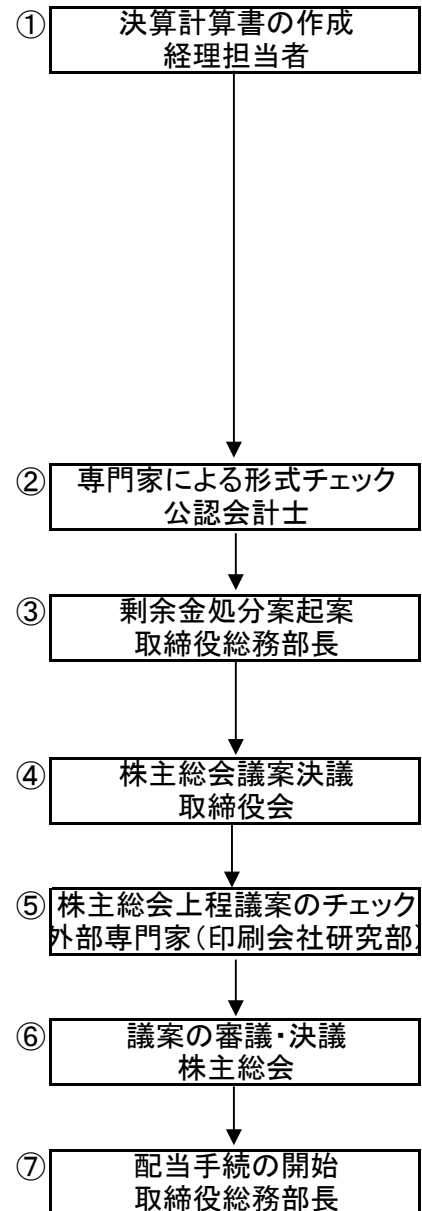 ①
決算計算書の作成
経理担当者
②
専門家による形式チェック
公認会計士
③
剰余金処分案起案
取締役総務部長
④
株主総会議案決議
取締役会
⑤
株主総会上程議案のチェック
外部専門家(印刷会社研究部)
⑥
議案の審議・決議
株主総会
⑦
配当手続の開始
取締役総務部長